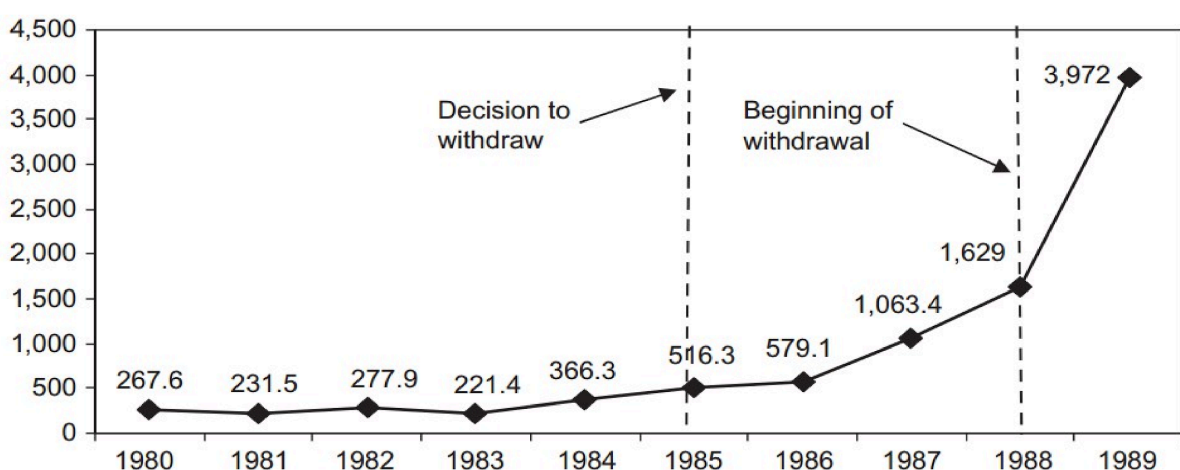 4,500
4,000
3,500
3,000
2,500
2,000
1,500
1,000
500
0
Decision to
withdraw
Beginning of
withdrawal
3,972
1,629
1,063.4
267.6 231.5 277.9 221.4 366.3 516.3 579.1
1980 1981 1982 1983 1984 1985 1986 1987 1988 1989